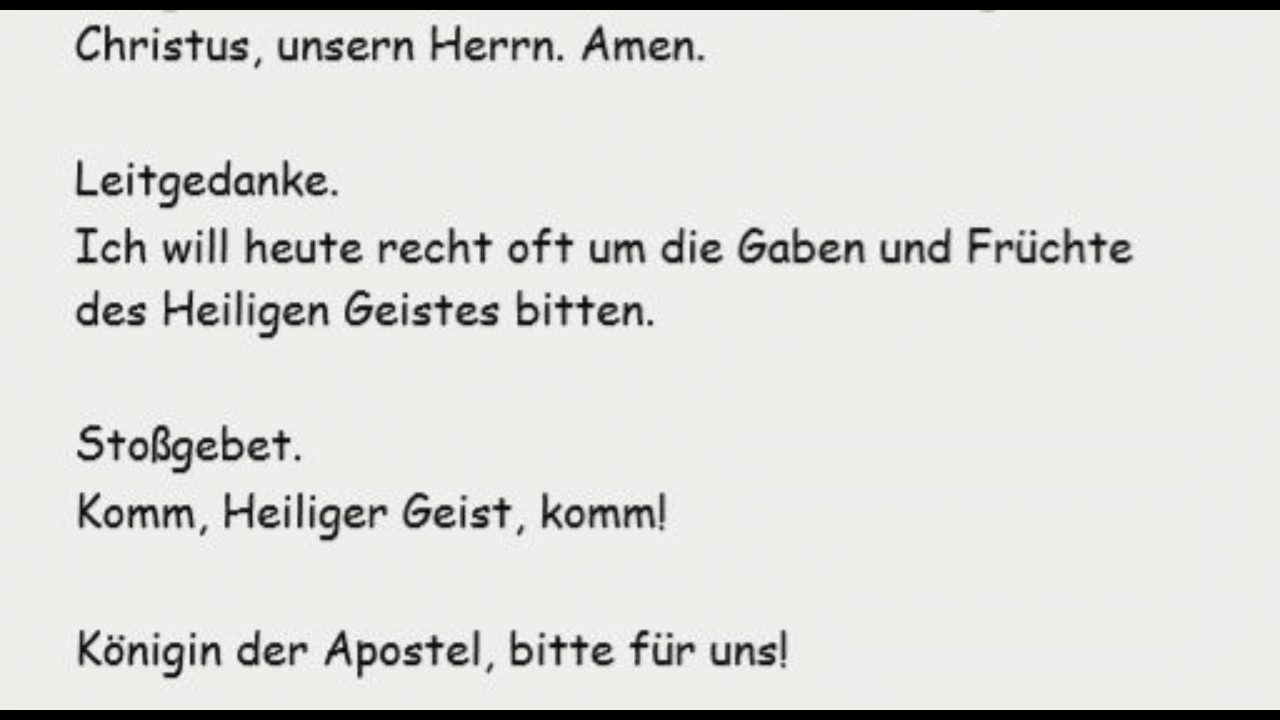 Christus, unsern Herrn. Amen.
Leitgedanke.
Ich will heute recht oft um die Gaben und Früchte
des Heiligen Geistes bitten.
Stoßgebet.
Komm, Heiliger Geist, komm!
Königin der Apostel, bitte für uns!